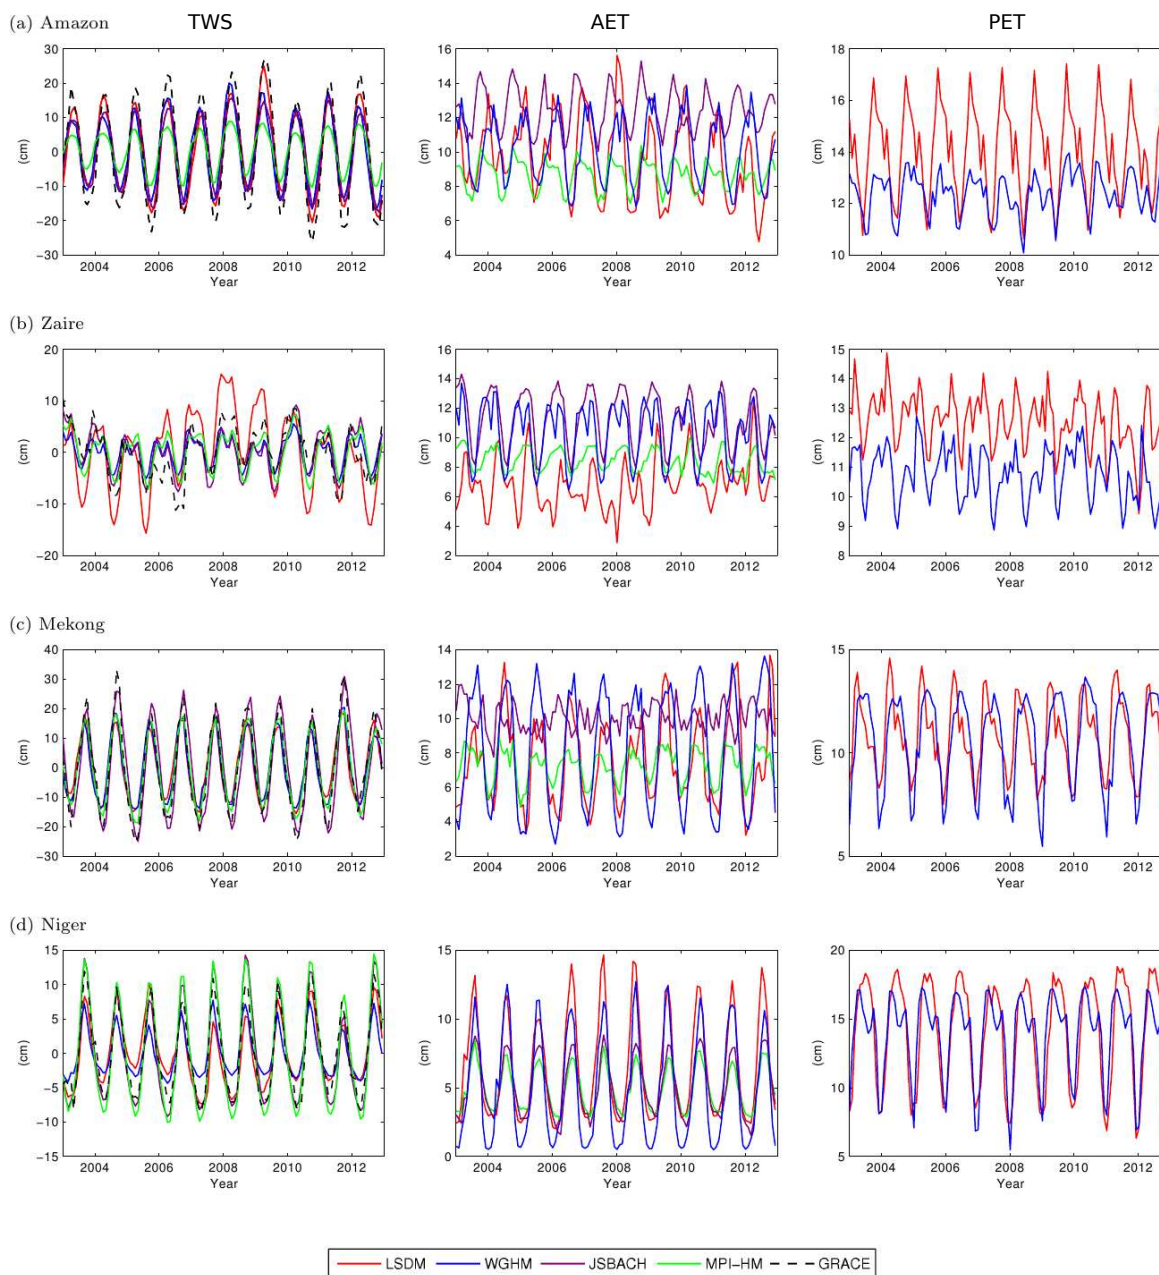 (a) Amazon TWS AET PET
30 20 10 0 −10 −20 −30
(cm)
2004 2006 2008 2010 2012
Year
16 14 12 10 8 6 4
(cm)
2004 2006 2008 2010 2012
Year
18 16 14 12 10
(cm)
2004 2006 2008 2010 2012
Year
(b) Zaire
20 10 0 −10 −20
(cm)
2004 2006 2008 2010 2012
Year
16 14 12 10 8 6 4 2
(cm)
2004 2006 2008 2010 2012
Year
15 14 13 12 11 10 9 8
(cm)
2004 2006 2008 2010 2012
Year
(c) Mekong
40 30 20 10 0 −10 −20 −30
(cm)
2004 2006 2008 2010 2012
Year
14 12 10 8 6 4 2
(cm)
2004 2006 2008 2010 2012
Year
15 10 5
(cm)
2004 2006 2008 2010 2012
Year
(d) Niger
15 10 5 0 −5 −10 −15
(cm)
2004 2006 2008 2010 2012
Year
15 10 5 0
(cm)
2004 2006 2008 2010 2012
Year
20 15 10 5
(cm)
2004 2006 2008 2010 2012
Year
LSDM WGHM JSBACH MPI−HM GRACE